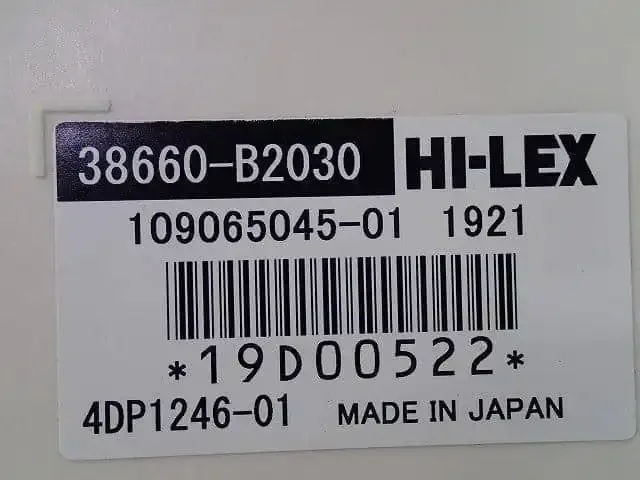 38660-B2030 HI-LEX
109065045-01 1921
*19D00522*
4DP1246-01 MADE IN JAPAN